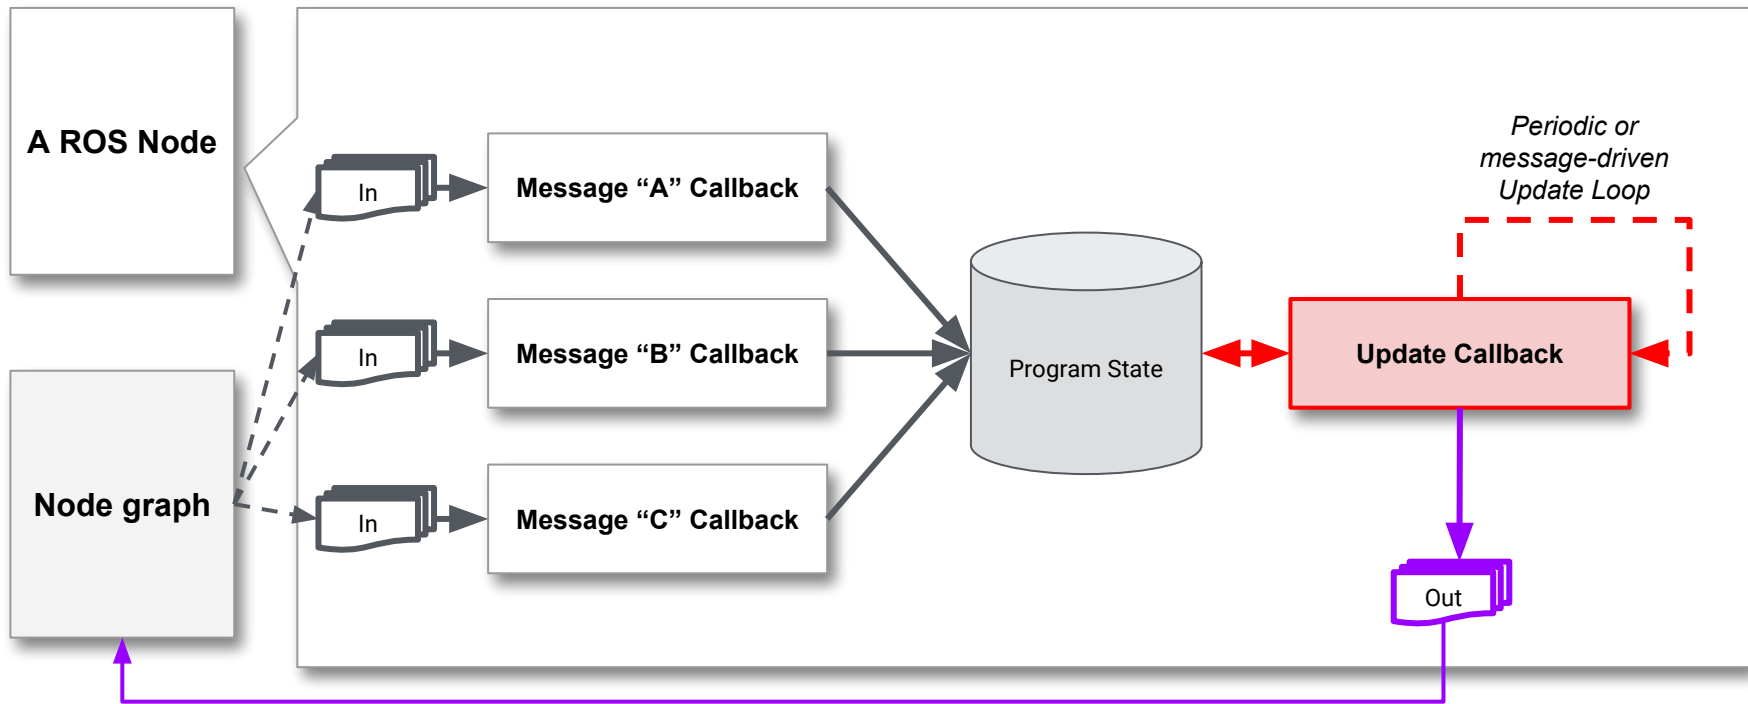 A ROS Node
Node graph
In
Message “A” Callback
In
Message “B” Callback
In
Message “C” Callback
Program State
Periodic or
message-driven
Update Loop
Update Callback
Out